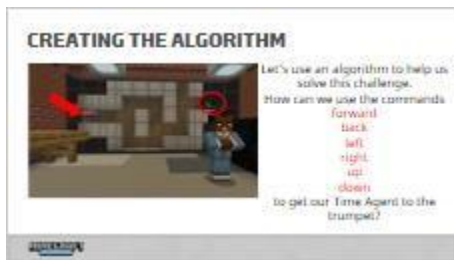 CREATING THE ALGORITHM
Let's use an algorithm to help us
solve this challenge.
How can we use the commands
forward
back
left
right
up
down
to get our Time Agent to the
trumpet?
MINECRAFT